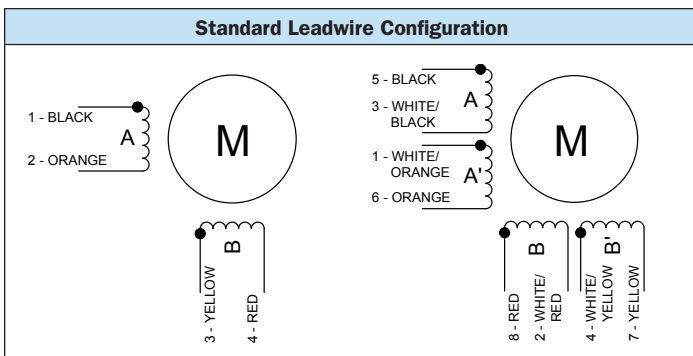 Standard Leadwire Configuration
1 - BLACK
A
2 - ORANGE
M
B
3 - YELLOW
4 - RED
5 - BLACK
3 - WHITE/
BLACK
A
1 - WHITE/
ORANGE
A'
6 - ORANGE
M
B
B'
8 - RED
2 - WHITE/
RED
4 - WHITE/
YELLOW
7 - YELLOW